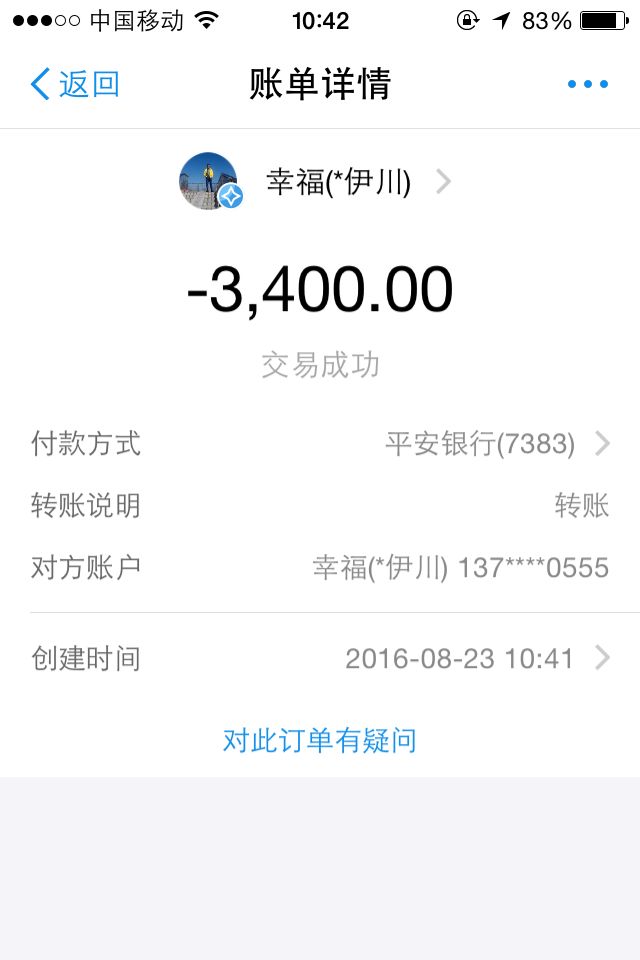 中国移动 10:42 83%
返回 账单详情
幸福(*伊川)
-3,400.00
交易成功
付款方式 平安银行(7383)
转账说明 转账
对方账户 幸福(*伊川) 137****0555
创建时间 2016-08-23 10:41
对此订单有疑问